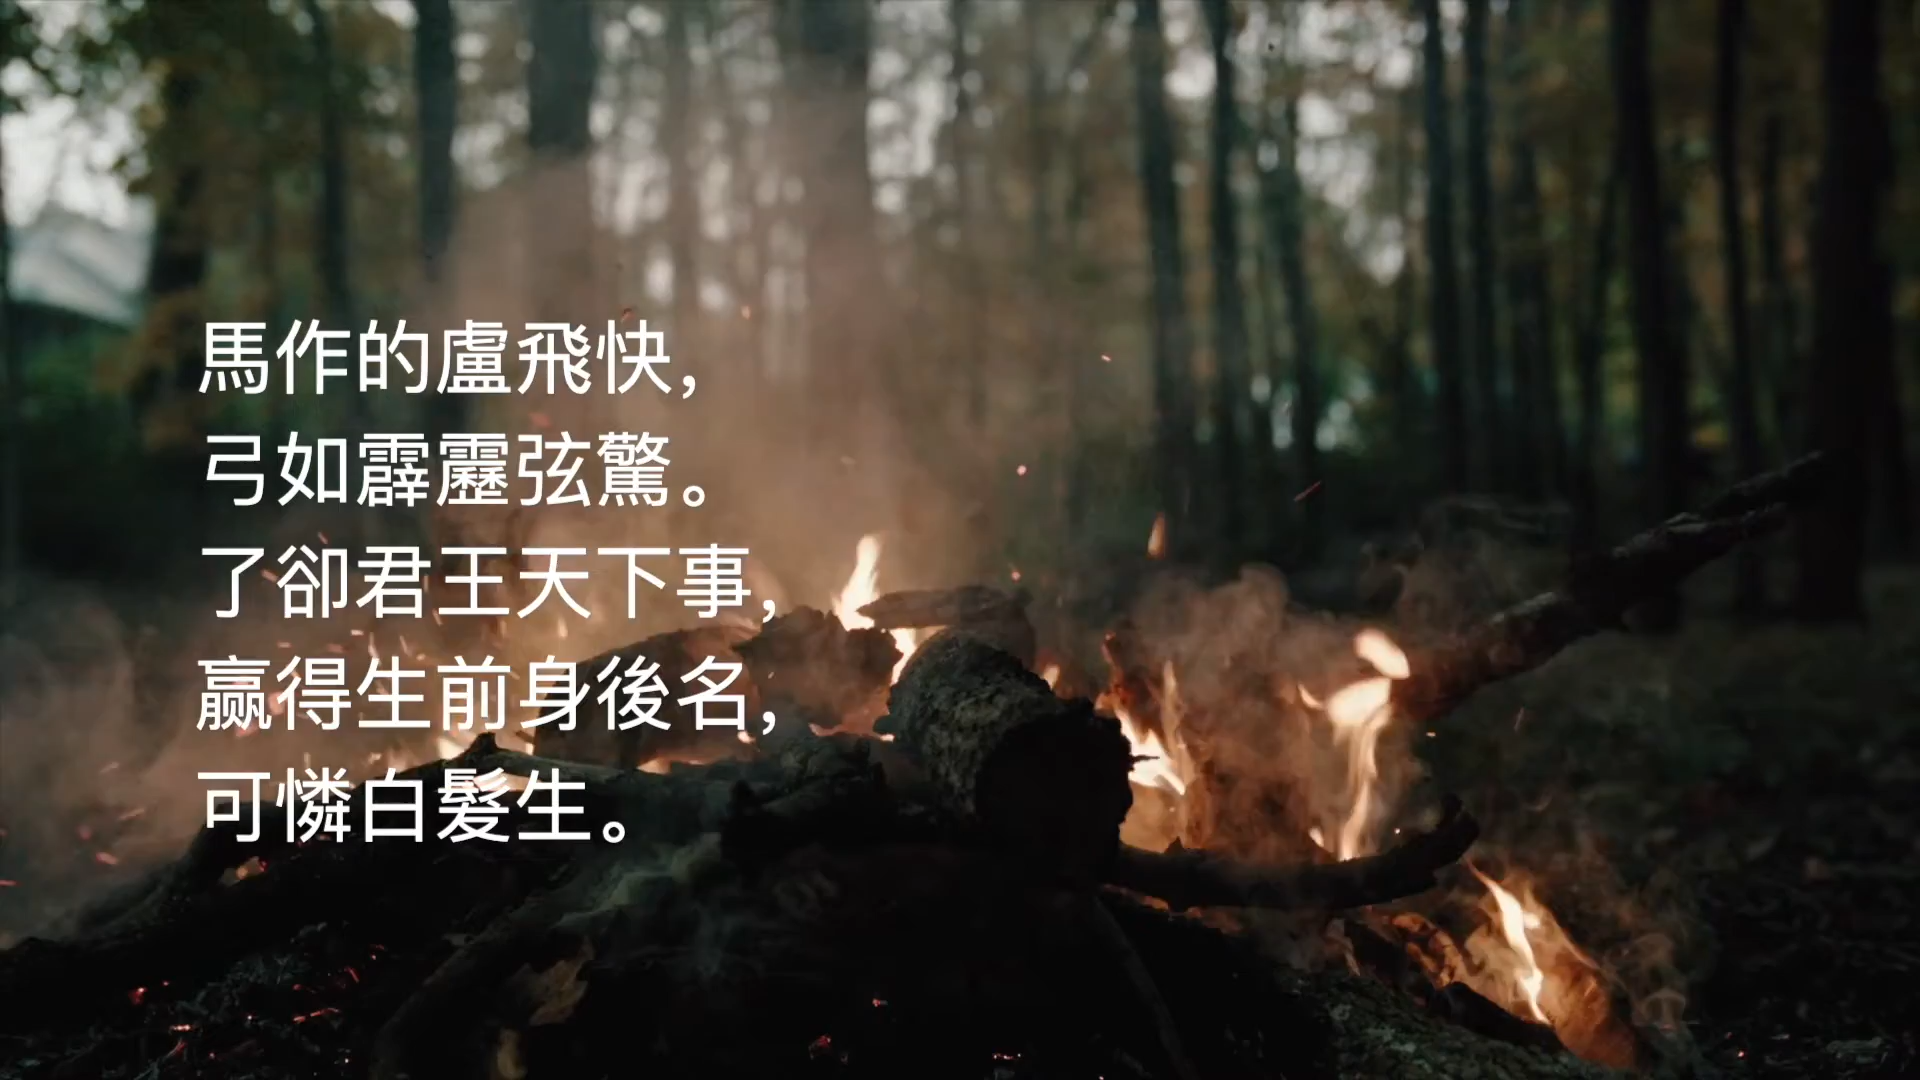 馬作的盧飛快,
弓如霹靂弦驚。
了卻君王天下事,
贏得生前身後名,
可憐白髮生。